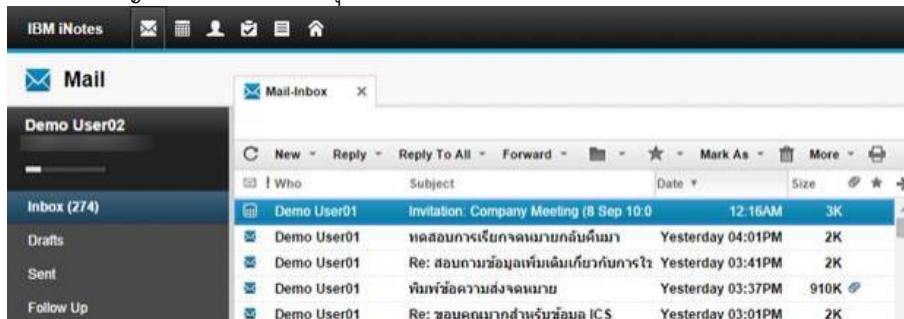 IBM iNotes
Mail
Mail-Inbox
Demo User02
New Reply Reply To All Forward Mark As More
! Who Subject Date Size
Inbox (274)
Demo User01 Invitation: Company Meeting (8 Sep 10:0 12:16AM 3K
Drafts
Demo User01 ทดสอบการเรียกจดหมายกลับคืนมา Yesterday 04:01PM 2K
Demo User01 Re: สอบถามข้อมูลเพิ่มเติมเกี่ยวกับการใช Yesterday 03:41PM 2K
Sent
Demo User01 พิมพ์ข้อความส่งจดหมาย Yesterday 03:37PM 910K
Follow Up
Demo User01 Re: ขอบคุณมากสำหรับข้อมูล ICS Yesterday 03:01PM 2K